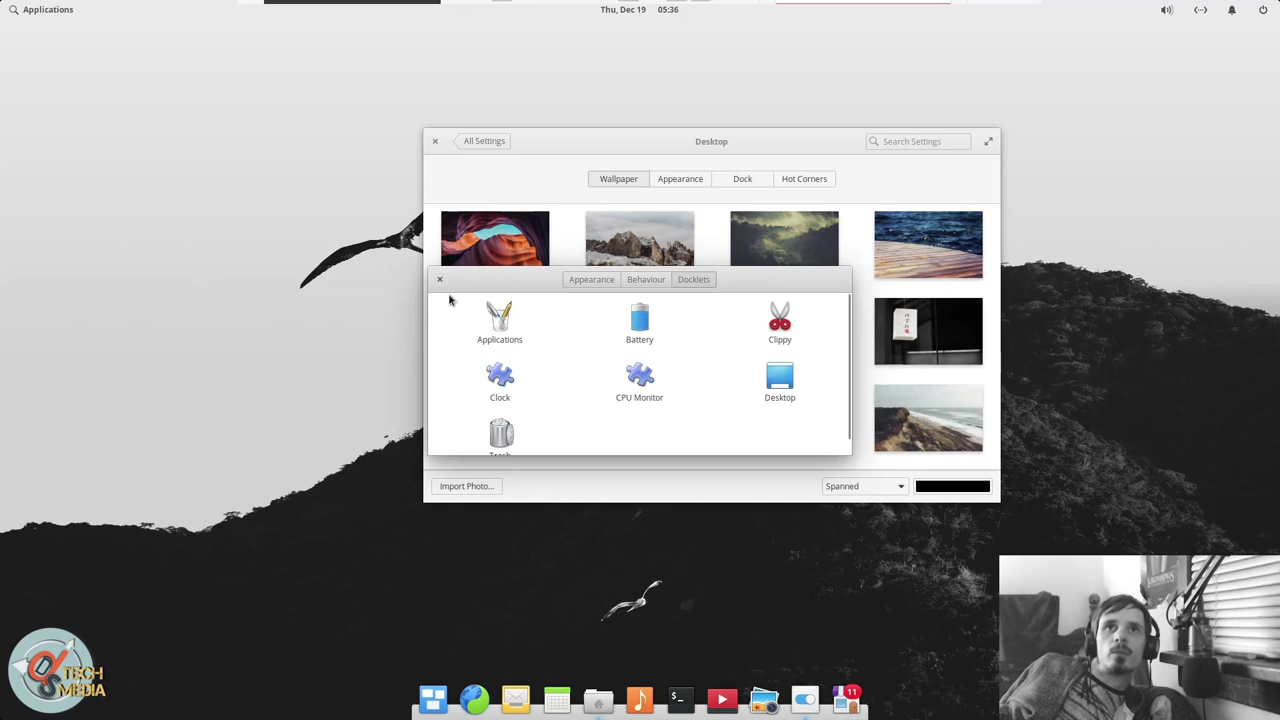 Applications
Thu, Dec 19 05:36
All Settings
Desktop
Search Settings
Wallpaper
Appearance
Dock
Hot Corners
Appearance
Behaviour
Docklets
Applications
Battery
Clippy
Clock
CPU Monitor
Desktop
Trash
Import Photo...
Spanned
11
TECH
MEDIA